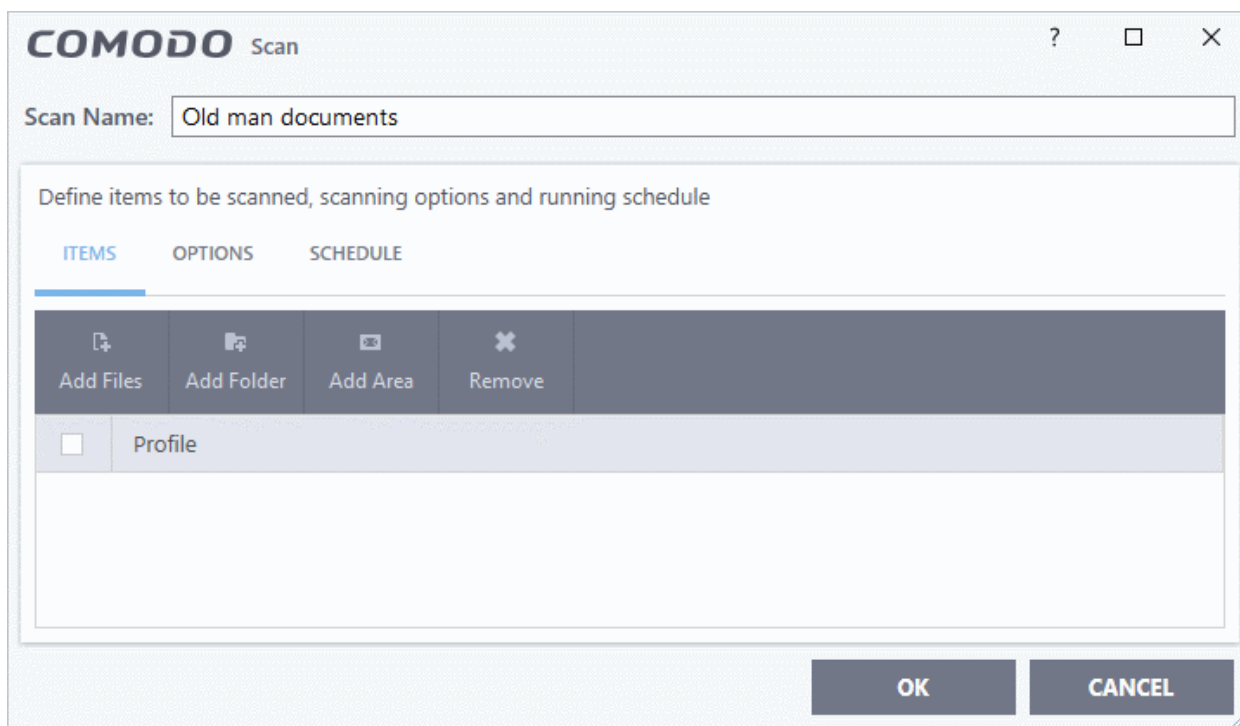 COMODO Scan ?
Scan Name: Old man documents
Define items to be scanned, scanning options and running schedule
ITEMS OPTIONS SCHEDULE
Add Files Add Folder Add Area Remove
Profile
OK CANCEL